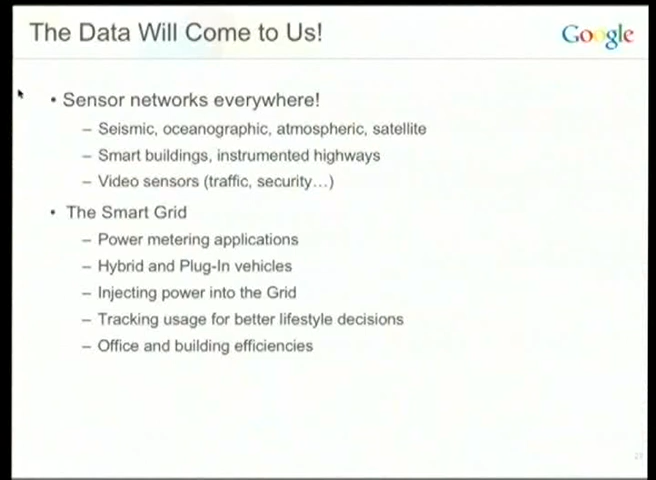 The Data Will Come to Us!
Google
• Sensor networks everywhere!
– Seismic, oceanographic, atmospheric, satellite
– Smart buildings, instrumented highways
– Video sensors (traffic, security…)
• The Smart Grid
– Power metering applications
– Hybrid and Plug-In vehicles
– Injecting power into the Grid
– Tracking usage for better lifestyle decisions
– Office and building efficiencies